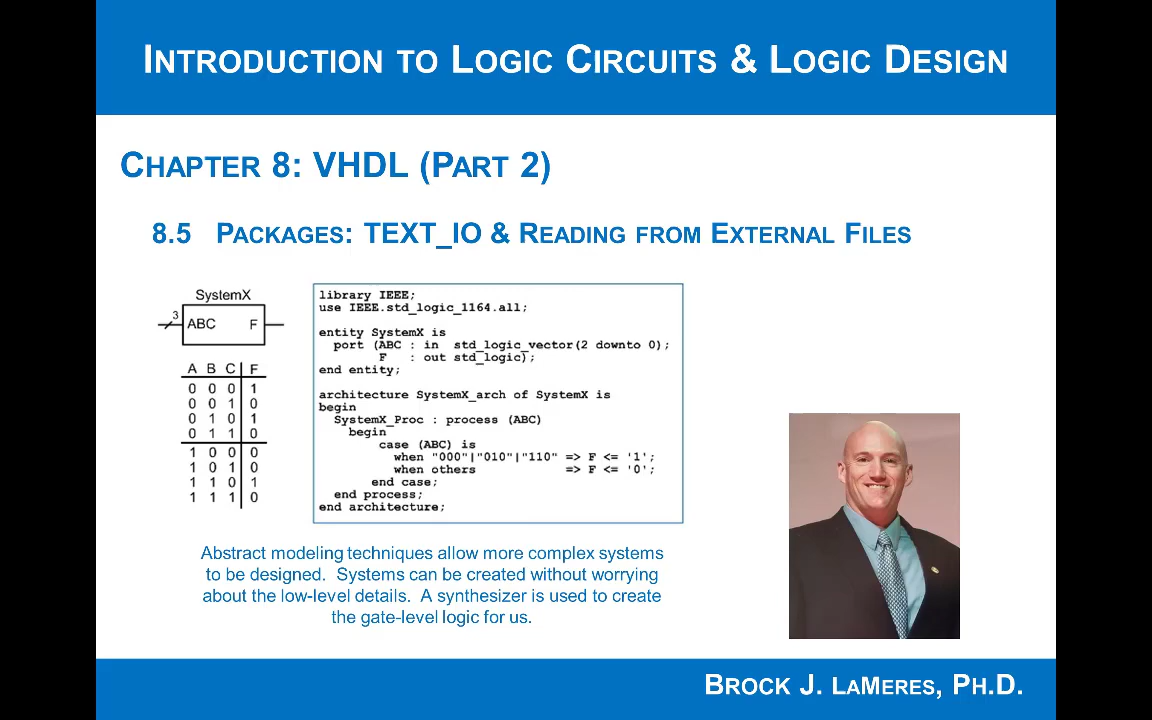 INTRODUCTION TO LOGIC CIRCUITS & LOGIC DESIGN
CHAPTER 8: VHDL (PART 2)
8.5 PACKAGES: TEXT_IO & READING FROM EXTERNAL FILES
SystemX
3
ABC F
A B C F
0 0 0 1
0 0 1 0
0 1 0 1
0 1 1 0
1 0 0 0
1 0 1 0
1 1 0 1
1 1 1 0
library IEEE;
use IEEE.std_logic_1164.all;
entity SystemX is
port (ABC : in std_logic_vector(2 downto 0);
F : out std_logic);
end entity;
architecture SystemX_arch of SystemX is
begin
SystemX_Proc : process (ABC)
begin
case (ABC) is
when "000"|"010"|"110" => F <= '1';
when others => F <= '0';
end case;
end process;
end architecture;
Abstract modeling techniques allow more complex systems
to be designed. Systems can be created without worrying
about the low-level details. A synthesizer is used to create
the gate-level logic for us.
BROCK J. LAMERES, PH.D.